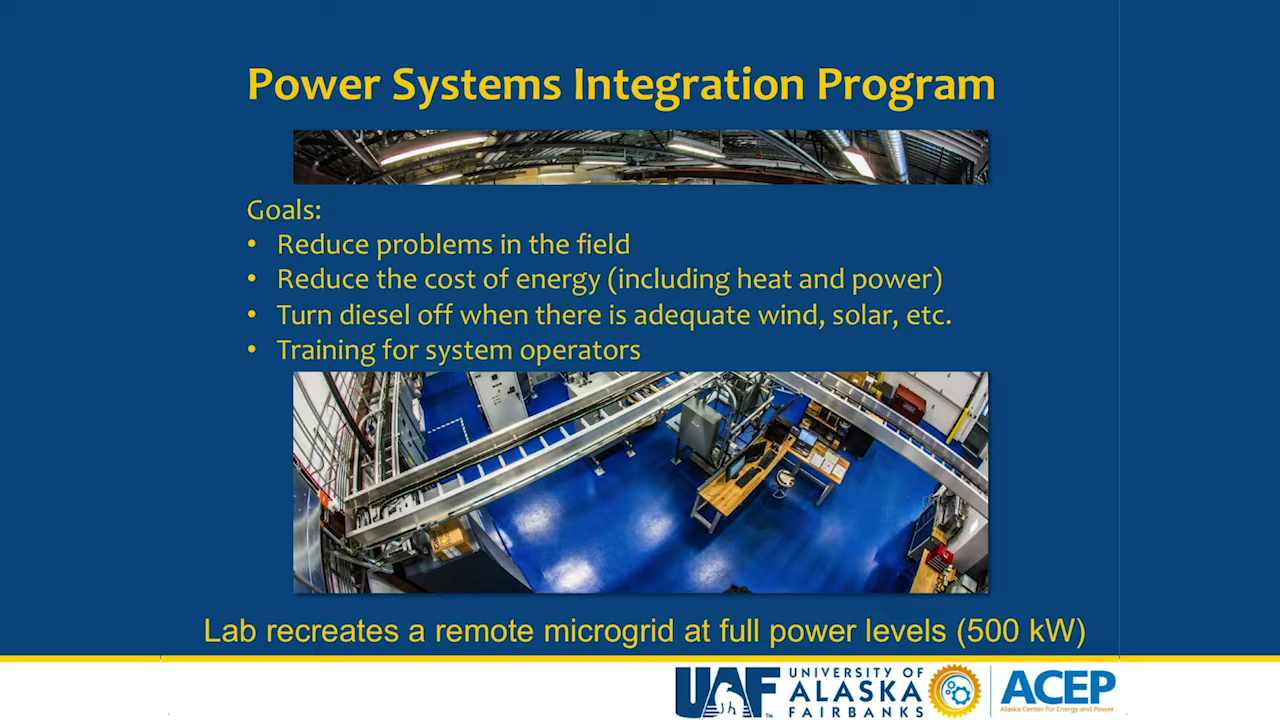 Power Systems Integration Program
Goals:
• Reduce problems in the field
• Reduce the cost of energy (including heat and power)
• Turn diesel off when there is adequate wind, solar, etc.
• Training for system operators
Lab recreates a remote microgrid at full power levels (500 kW)
UAF TM
UNIVERSITY OF
ALASKA
FAIRBANKS
ACEP
Alaska Center for Energy and Power